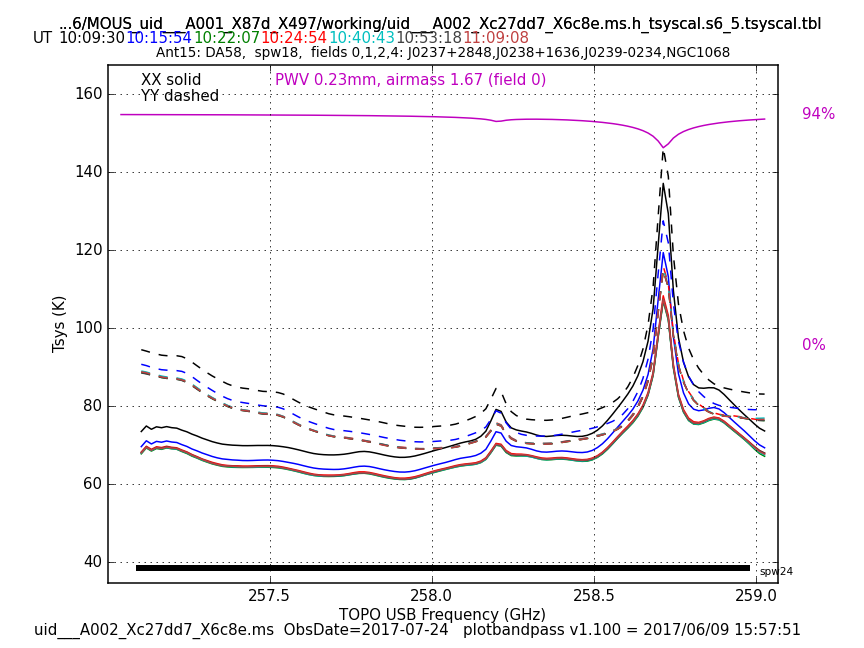 ...6/MOUS_uid___A001_X87d_X497/working/uid___A002_Xc27dd7_X6c8e.ms.h_tsyscal.s6_5.tsyscal.tbl
UT 10:09:30 10:15:54 10:22:07 10:24:54 10:40:43 10:53:18 11:09:08
Ant15: DA58, spw18, fields 0,1,2,4: J0237+2848,J0238+1636,J0239-0234,NGC1068
XX solid
PWV 0.23mm, airmass 1.67 (field 0)
YY dashed
160
140
120
100
80
60
40
Tsys (K)
94%
0%
spw24
257.5
258.0
258.5
259.0
TOPO USB Frequency (GHz)
uid___A002_Xc27dd7_X6c8e.ms ObsDate=2017-07-24 plotbandpass v1.100 = 2017/06/09 15:57:51